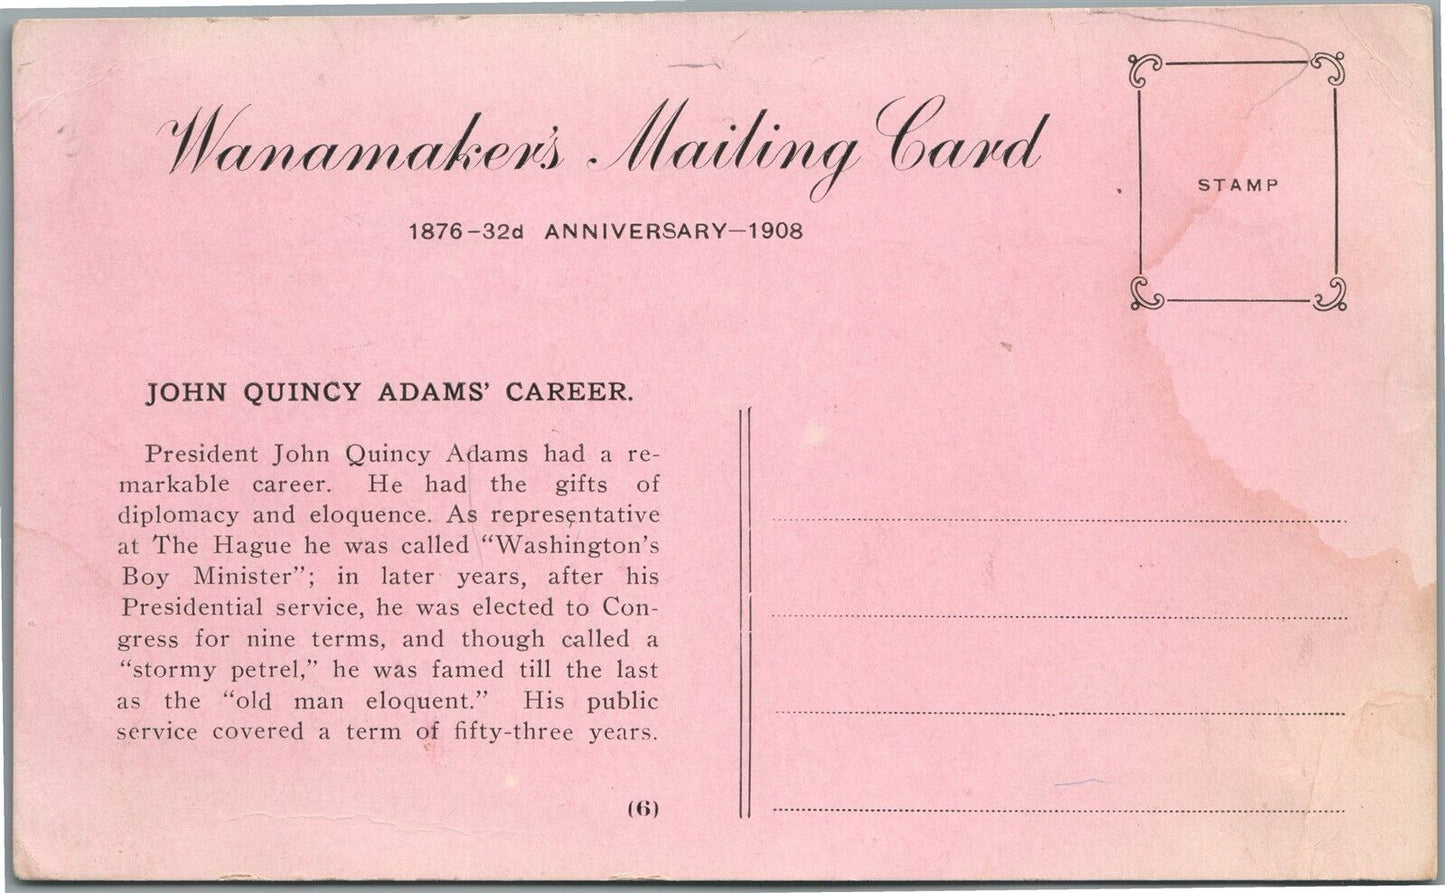 Wanamaker's Mailing Card
STAMP
1876-32d ANNIVERSARY—1908
JOHN QUINCY ADAMS' CAREER.
President John Quincy Adams had a re-
markable career. He had the gifts of
diplomacy and eloquence. As representative
at The Hague he was called “Washington's
Boy Minister”; in later years, after his
Presidential service, he was elected to Con-
gress for nine terms, and though called a
“stormy petrel,” he was famed till the last
as the “old man eloquent.” His public
service covered a term of fifty-three years.
(6)